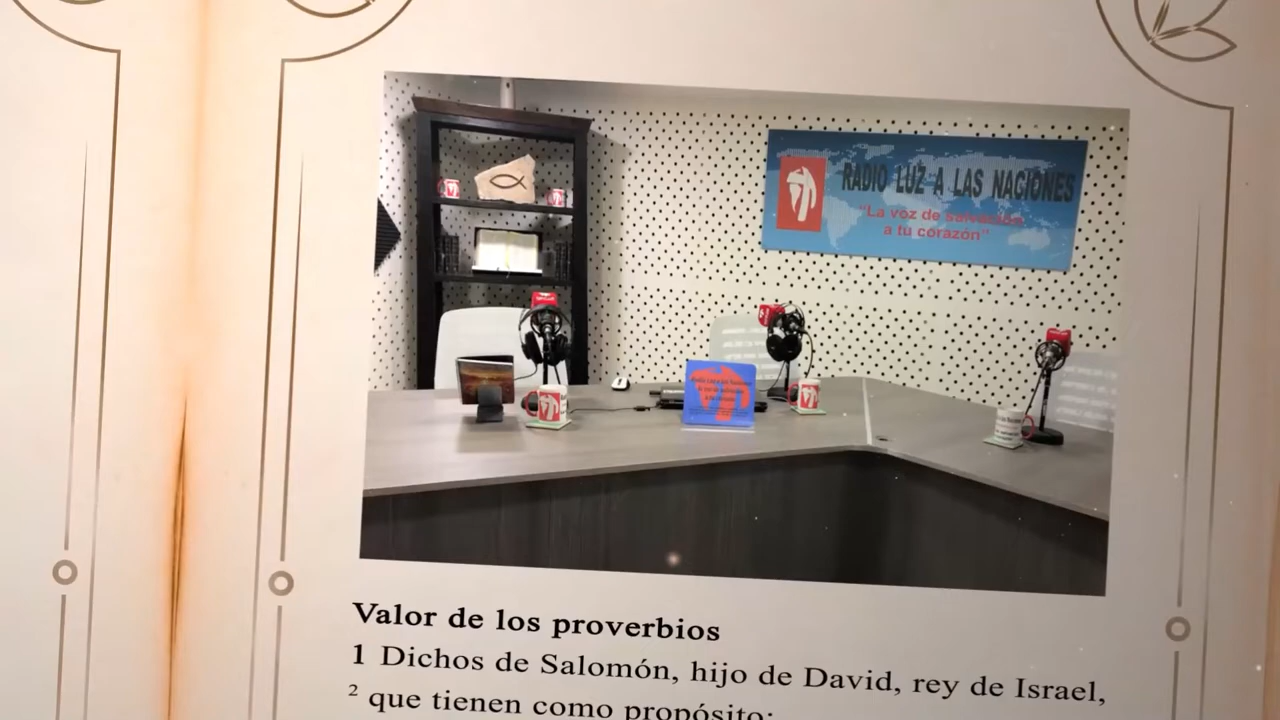 RADIO LUZ A LAS NACIONES
"La voz de salvación
a tu corazón"
Valor de los proverbios
1 Dichos de Salomón, hijo de David, rey de Israel,
2 que tienen como propósito: